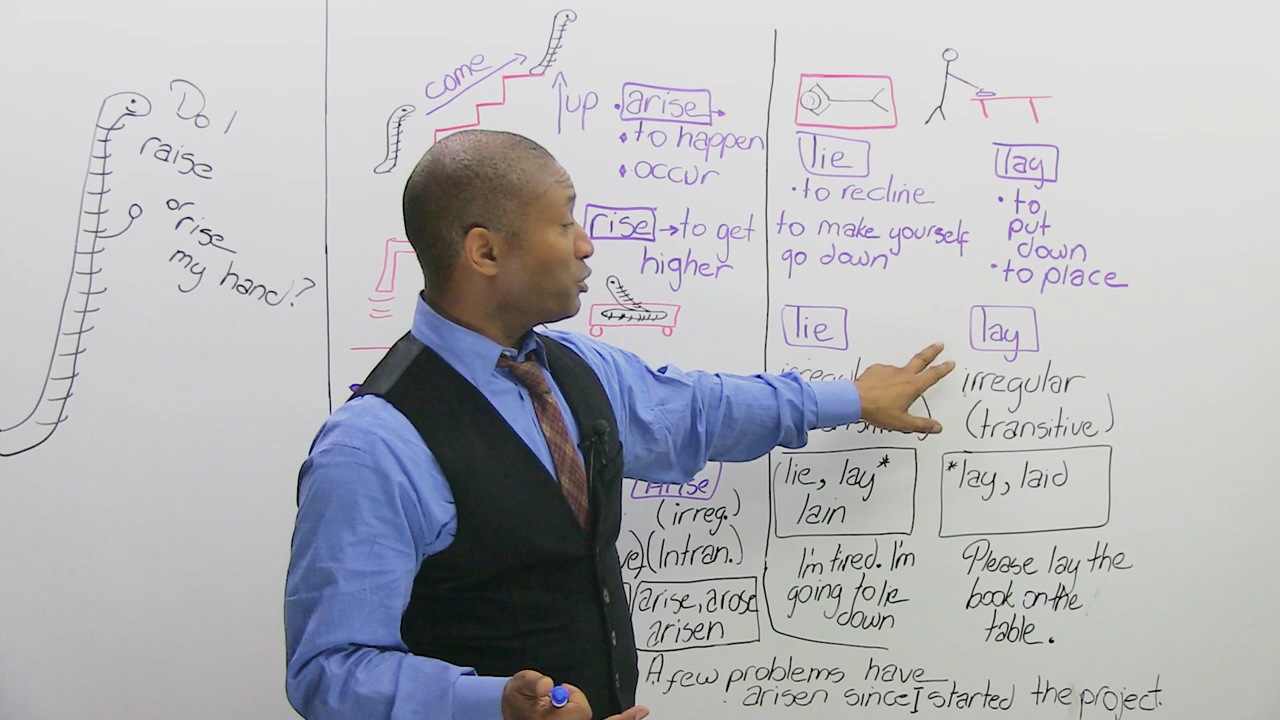 Do I
raise
or
rise
my hand?
come
up
arise
to happen
occur
rise → to get
higher
Arise
(irreg.)
(Intran.)
arise, arose
arisen
lie
• to recline
to make yourself
go down
lay
• to
put
down
• to place
lie
lie, lay*
lain
I'm tired. I'm
going to lie
down
lay
irregular
(transitive)
*lay, laid
Please lay the
book on the
table.
A few problems have
arisen since I started the project.